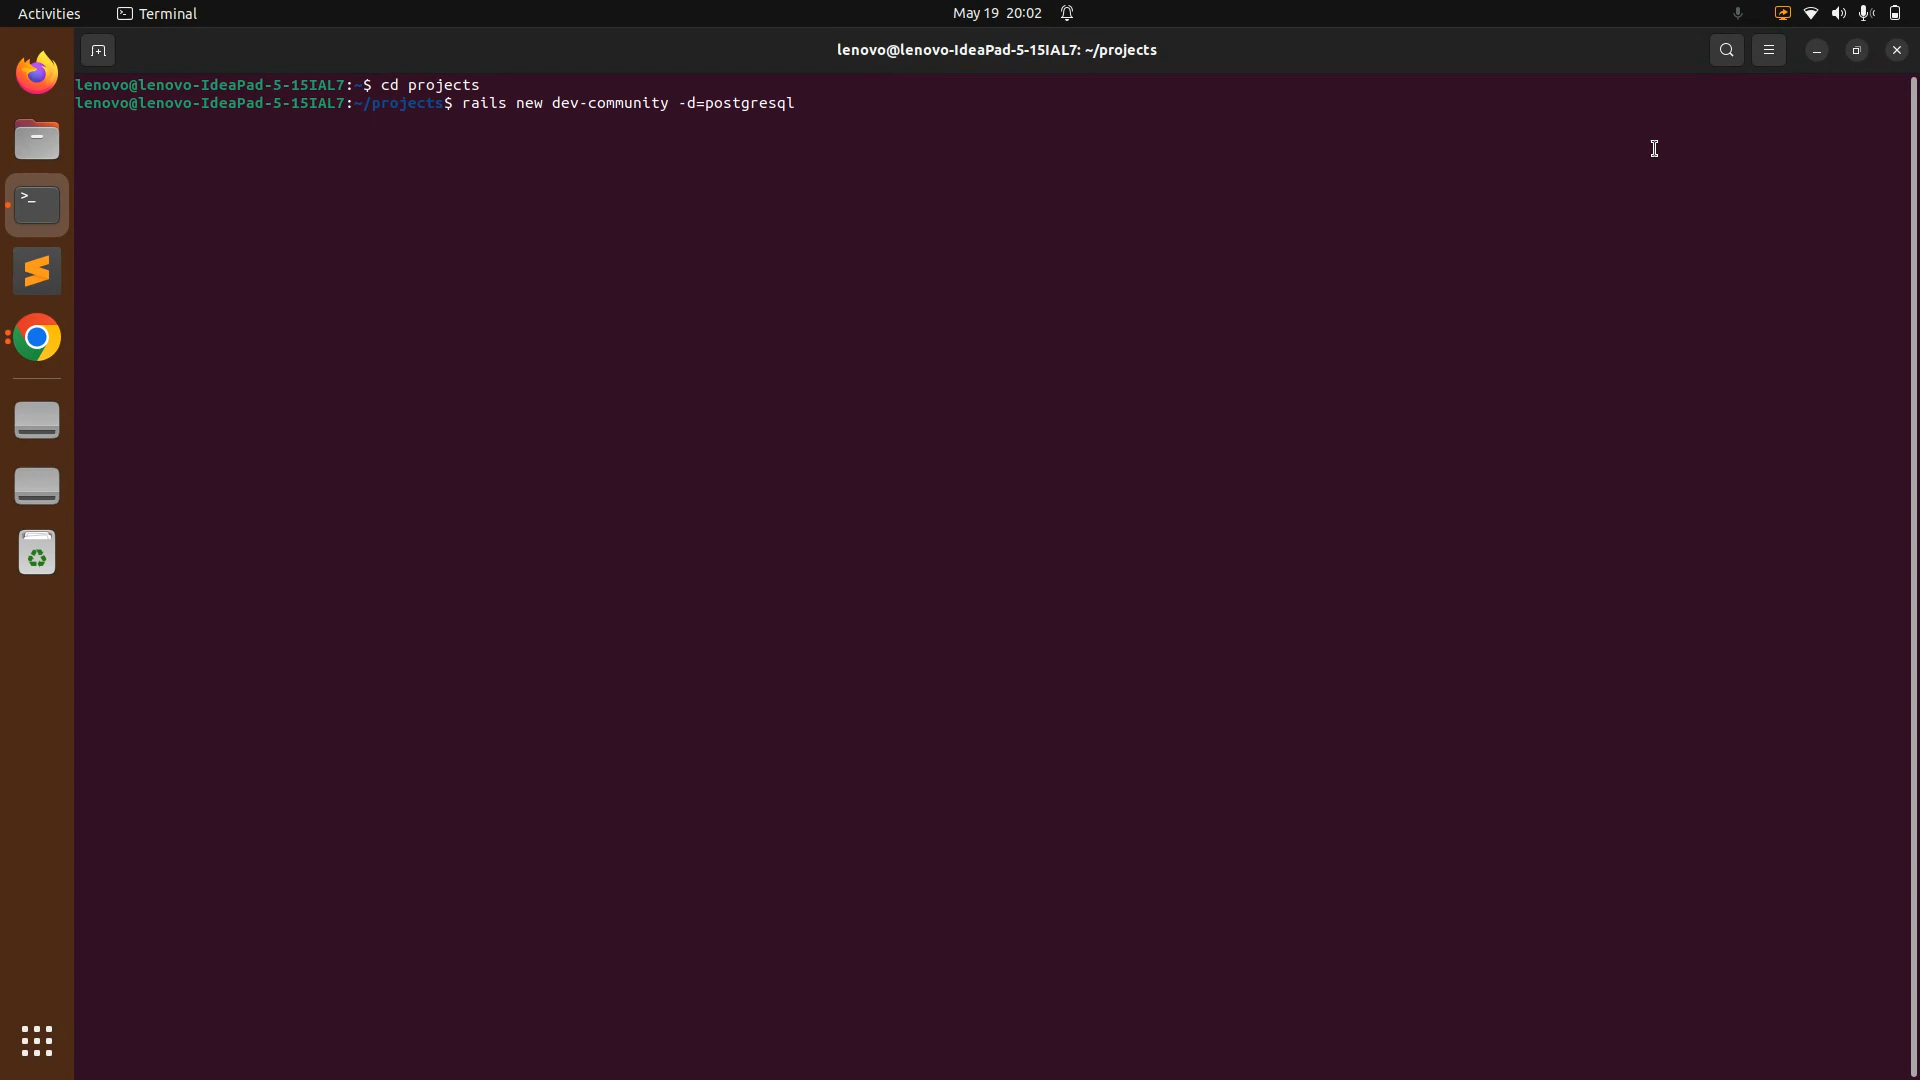 Activities Terminal May 19 20:02
lenovo@lenovo-IdeaPad-5-15IAL7: ~/projects
lenovo@lenovo-IdeaPad-5-15IAL7:~$ cd projects
lenovo@lenovo-IdeaPad-5-15IAL7:~/projects$ rails new dev-community -d=postgresql